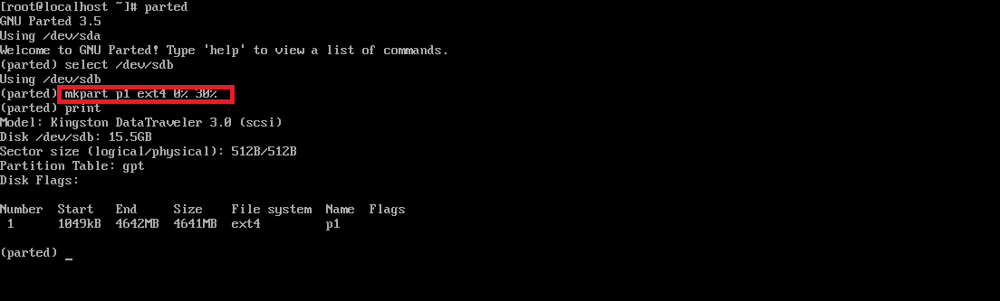 [root@localhost ~]# parted
GNU Parted 3.5
Using /dev/sda
Welcome to GNU Parted! Type 'help' to view a list of commands.
(parted) select /dev/sdb
Using /dev/sdb
(parted) mkpart p1 ext4 0% 30%
(parted) print
Model: Kingston DataTraveler 3.0 (scsi)
Disk /dev/sdb: 15.5GB
Sector size (logical/physical): 512B/512B
Partition Table: gpt
Disk Flags:
Number  Start   End     Size    File system  Name  Flags
 1      1049kB  4642MB  4641MB  ext4         p1
(parted) _